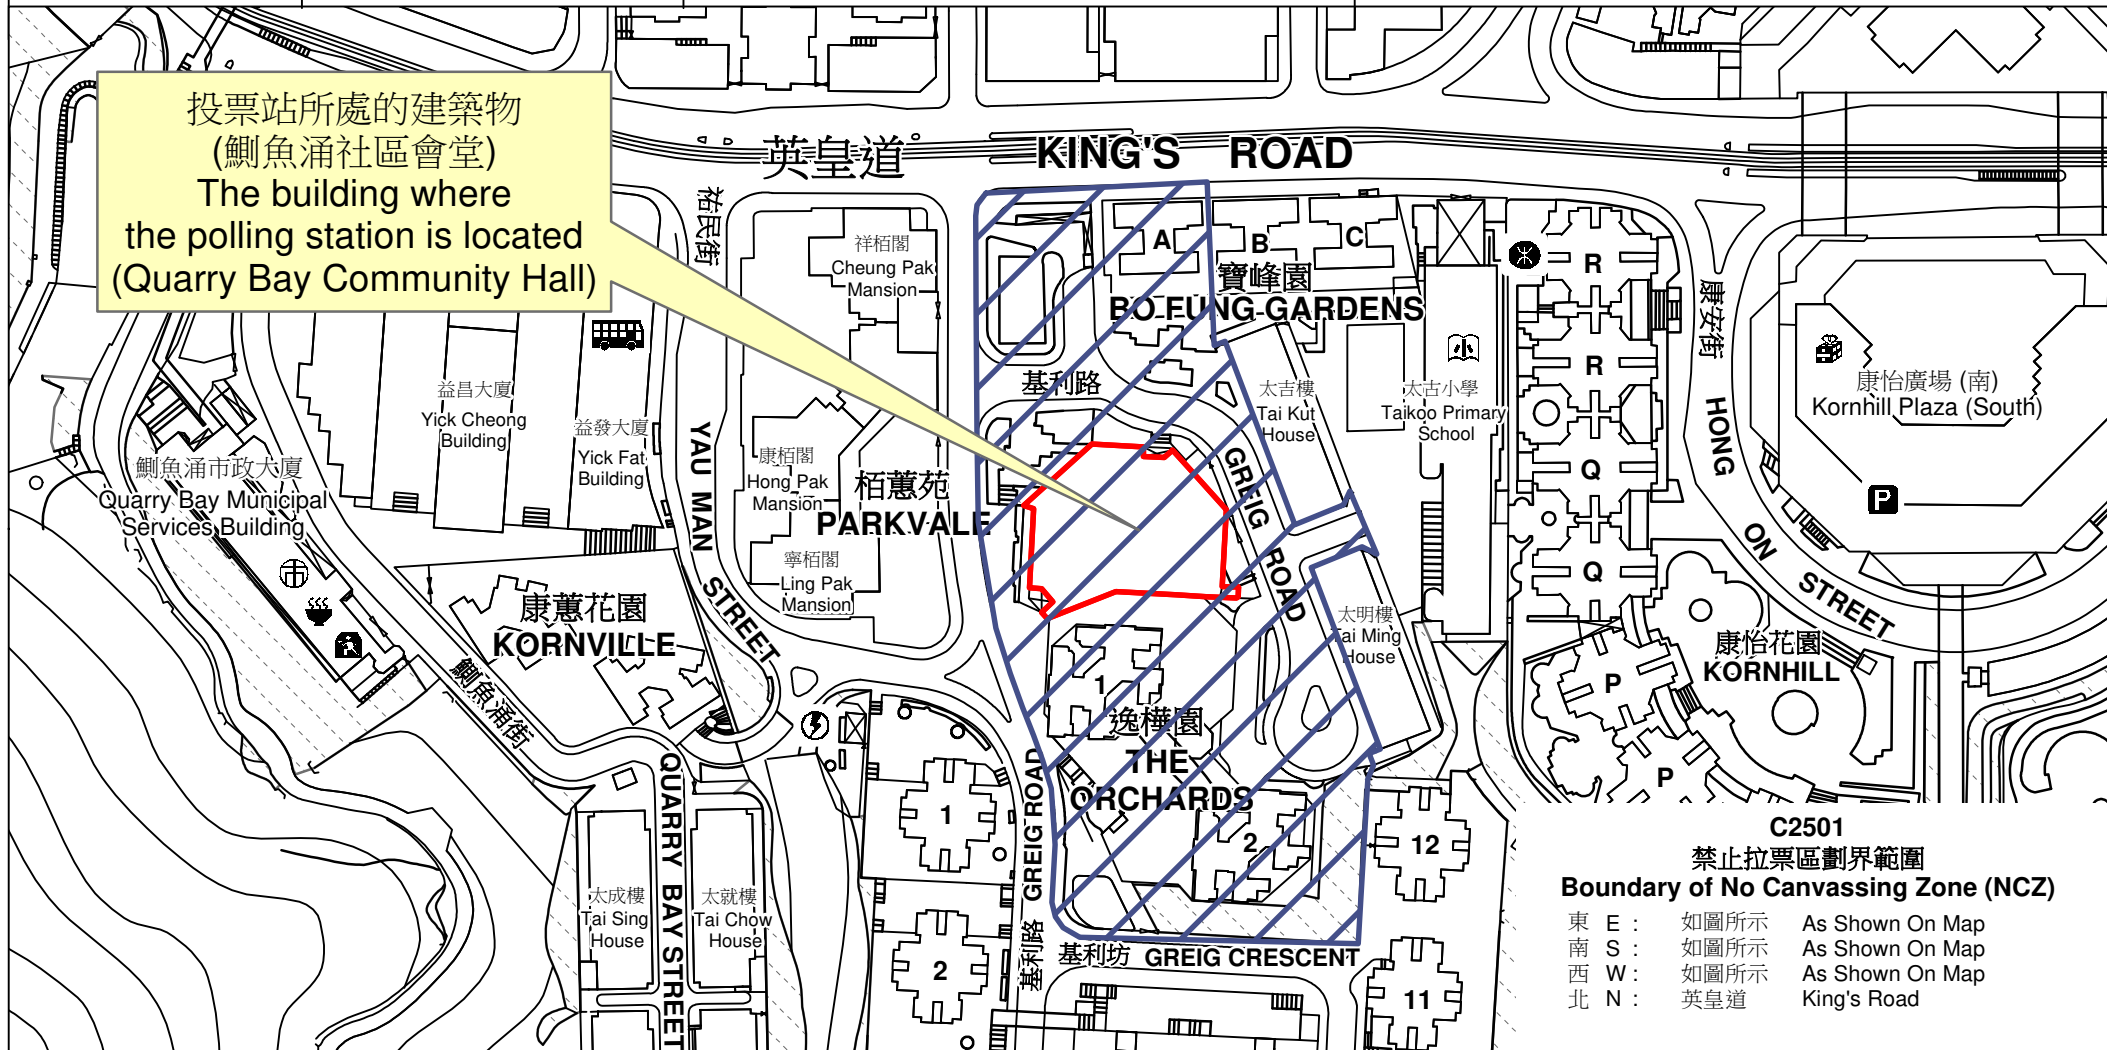 投票站所處的建築物
(鰂魚涌社區會堂)
The building where
the polling station is located
(Quarry Bay Community Hall)
英皇道
KING'S ROAD
祐民街
祥栢閣
Cheung Pak
Mansion
A
B
C
寶峰園
BO FUNG GARDENS
R
康安街
益昌大廈
Yick Cheong
Building
益發大廈
Yick Fat
Building
基利路
太吉樓
Tai Kut
House
太古小學
Taikoo Primary
School
小
R
康怡廣場 (南)
Kornhill Plaza (South)
HONG
ON
STREET
P
鰂魚涌市政大廈
Quarry Bay Municipal
Services Building
市
YAU MAN
STREET
康栢閣
Hong Pak
Mansion
栢蕙苑
PARKVALE
寧栢閣
Ling Pak
Mansion
GREIG
ROAD
Q
Q
康蕙花園
KORNVILLE
太明樓
Tai Ming
House
康怡花園
KORNHILL
P
P
鰂魚涌街
1
逸樺園
THE
ORCHARDS
2
QUARRY BAY STREET
1
2
GREIG ROAD
基利路
12
11
太成樓
Tai Sing
House
太就樓
Tai Chow
House
基利坊 GREIG CRESCENT
C2501
禁止拉票區劃界範圍
Boundary of No Canvassing Zone (NCZ)
東 E : 如圖所示 As Shown On Map
南 S : 如圖所示 As Shown On Map
西 W : 如圖所示 As Shown On Map
北 N : 英皇道 King's Road